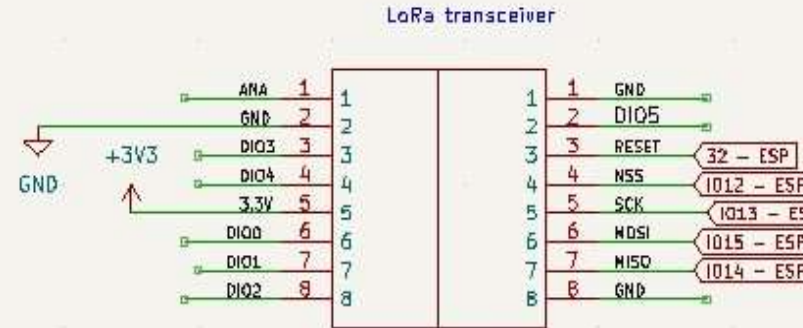 LoRa transceiver
ANA 1 1 1 1 GND
GND 2 2 2 2 DIO5
DIO3 3 3 3 3 RESET 32 - ESP
DIO4 4 4 4 4 NSS IO12 - ESP
3.3V 5 5 5 5 SCK IO13 - ES
DIO0 6 6 6 6 MOSI IO15 - ESP
DIO1 7 7 7 7 MISO IO14 - ESP
DIO2 8 8 8 8 GND
+3V3
GND